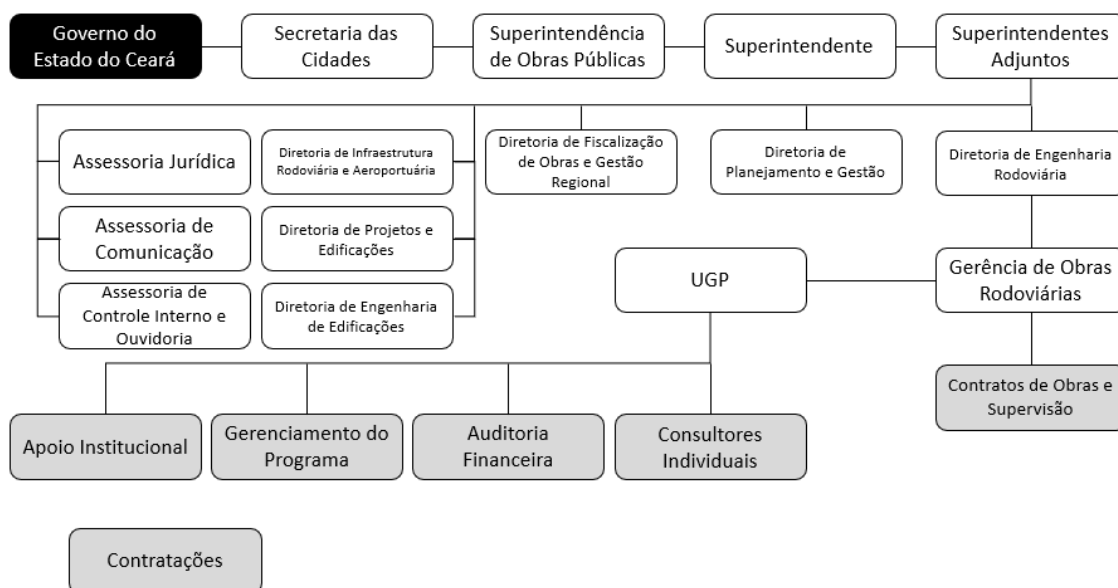 Governo do
Estado do Ceará
Secretaria das
Cidades
Superintendência
de Obras Públicas
Superintendente
Superintendentes
Adjuntos
Assessoria Jurídica
Diretoria de Infraestrutura
Rodoviária e Aeroportuária
Diretoria de Fiscalização
de Obras e Gestão
Regional
Diretoria de
Planejamento e Gestão
Diretoria de Engenharia
Rodoviária
Assessoria de
Comunicação
Diretoria de Projetos e
Edificações
UGP
Gerência de Obras
Rodoviárias
Assessoria de
Controle Interno e
Ouvidoria
Diretoria de Engenharia
de Edificações
Contratos de Obras e
Supervisão
Apoio Institucional
Gerenciamento do
Programa
Auditoria
Financeira
Consultores
Individuais
Contratações